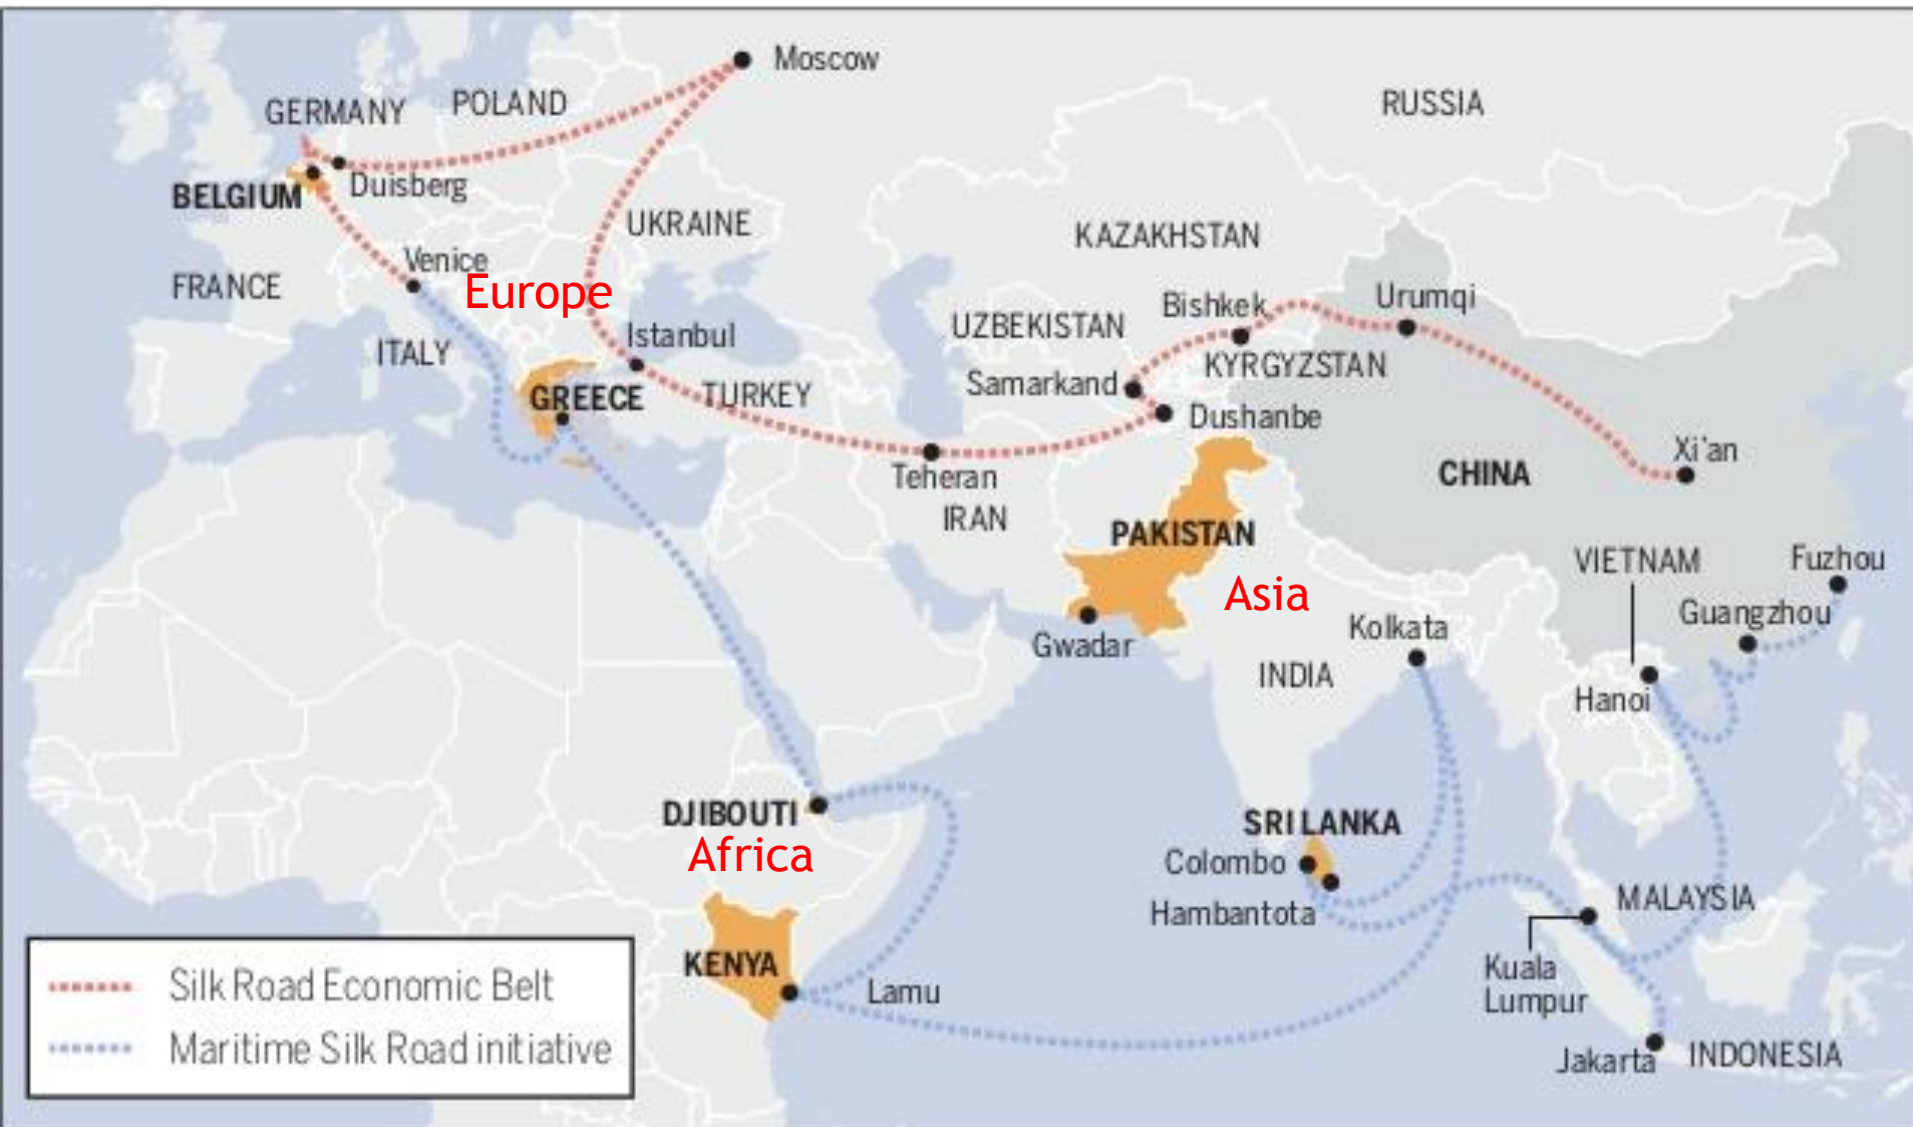 Moscow
GERMANY
POLAND
RUSSIA
Duisberg
BELGIUM
UKRAINE
KAZAKHSTAN
Venice
FRANCE
Europe
Bishkek
Urumqi
UZBEKISTAN
Istanbul
ITALY
KYRGYZSTAN
Samarkand
GREECE
TURKEY
Dushanbe
Teheran
CHINA
Xi'an
IRAN
PAKISTAN
VIETNAM
Fuzhou
Asia
Guangzhou
Kolkata
Gwadar
INDIA
Hanoi
DJIBOUTI
SRI LANKA
Africa
Colombo
MALAYSIA
Hambantota
KENYA
Lamu
Kuala
Lumpur
Jakarta
INDONESIA
Silk Road Economic Belt
Maritime Silk Road initiative